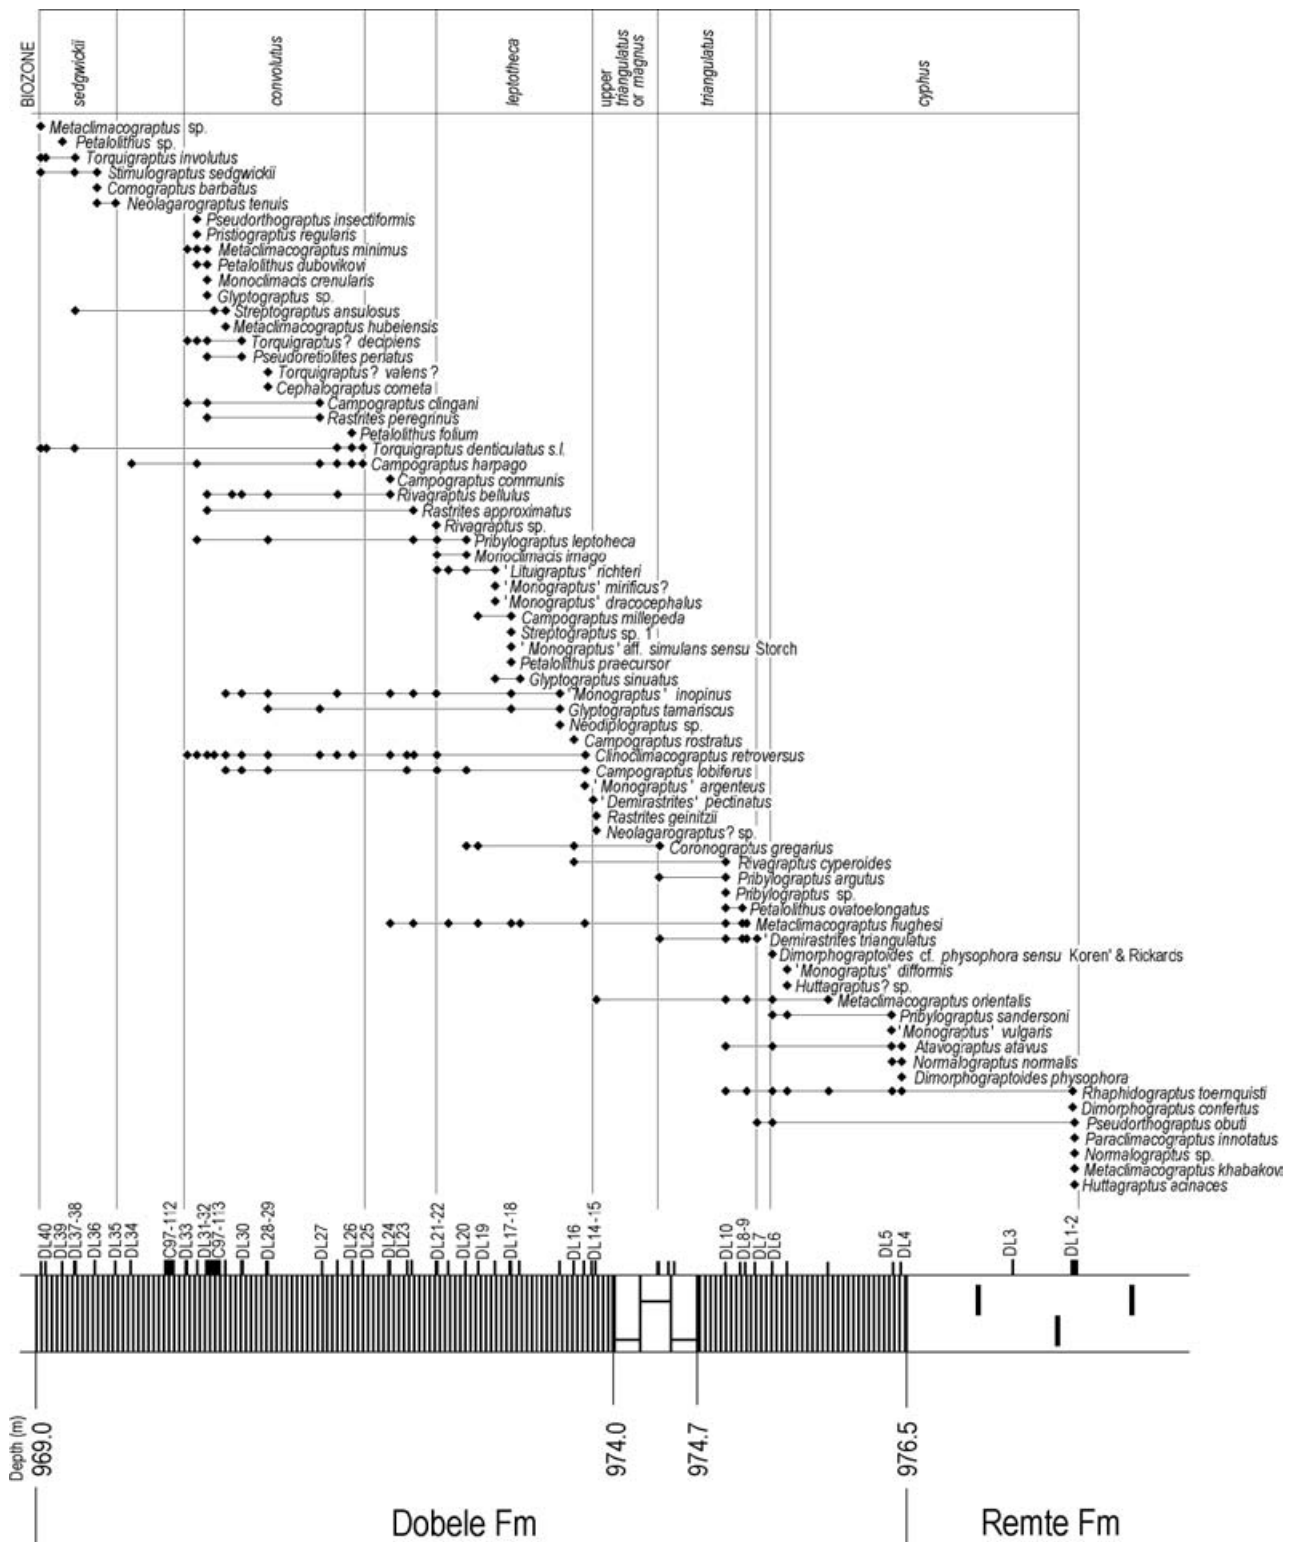 BIOZONE
sedgwickii
convolutus
leptotheca
upper
triangulatus
or magnus
triangulatus
cyphus
Metaclimacograptus sp.
Petalolithus sp.
Torquigraptus involutus
Stimulograptus sedgwickii
Comograptus barbatus
Neolagarograptus tenuis
Pseudorthograptus insectiformis
Pristiograptus regularis
Metaclimacograptus minimus
Petalolithus dubovikovi
Monoclimacis crenularis
Glyptograptus sp.
Streptograptus ansulosus
Metaclimacograptus hubeiensis
Torquigraptus? decipiens
Pseudoretiolites perlatus
Torquigraptus? valens?
Cephalograptus cometa
Campograptus clingani
Rastrites peregrinus
Petalolithus folium
Torquigraptus denticulatus s.l.
Campograptus harpago
Campograptus communis
Rivagraptus bellulus
Rastrites approximatus
Rivagraptus sp.
Pribylograptus leptoheca
Monoclimacis imago
'Lituigraptus' richteri
'Monograptus' mirificus?
'Monograptus' dracocephalus
Campograptus millepeda
Streptograptus sp. 1
'Monograptus' aff. simulans sensu Štorch
Petalolithus praecursor
Glyptograptus sinuatus
'Monograptus' inopinus
Glyptograptus tamariscus
Neodiplograptus sp.
Campograptus rostratus
Clinoclimacograptus retroversus
Campograptus lobiferus
'Monograptus' argenteus
'Demirastrites' pectinatus
Rastrites geinitzii
Neolagarograptus? sp.
Coronograptus gregarius
Rivagraptus cyperoides
Pribylograptus argutus
Pribylograptus sp.
Petalolithus ovatoelongatus
Metaclimacograptus hughesi
'Demirastrites triangulatus
Dimorphograptoides cf. physophora sensu Koren' & Rickards
'Monograptus' difformis
Huttagraptus? sp.
Metaclimacograptus orientalis
Pribylograptus sandersoni
'Monograptus' vulgaris
Atavograptus atavus
Normalograptus normalis
Dimorphograptoides physophora
Rhaphidograptus toernquisti
Dimorphograptus confertus
Pseudorthograptus obuti
Paraclimacograptus innotatus
Normalograptus sp.
Metaclimacograptus khabakovi
Huttagraptus acinaces
DL40
DL39
DL37-38
DL36
DL35
DL34
C97-112
DL33
DL31-32
C97-113
DL30
DL28-29
DL27
DL26
DL25
DL24
DL23
DL21-22
DL20
DL19
DL17-18
DL16
DL14-15
DL10
DL8-9
DL7
DL6
DL5
DL4
DL3
DL1-2
Depth (m)
969.0
974.0
974.7
976.5
Dobele Fm
Remte Fm